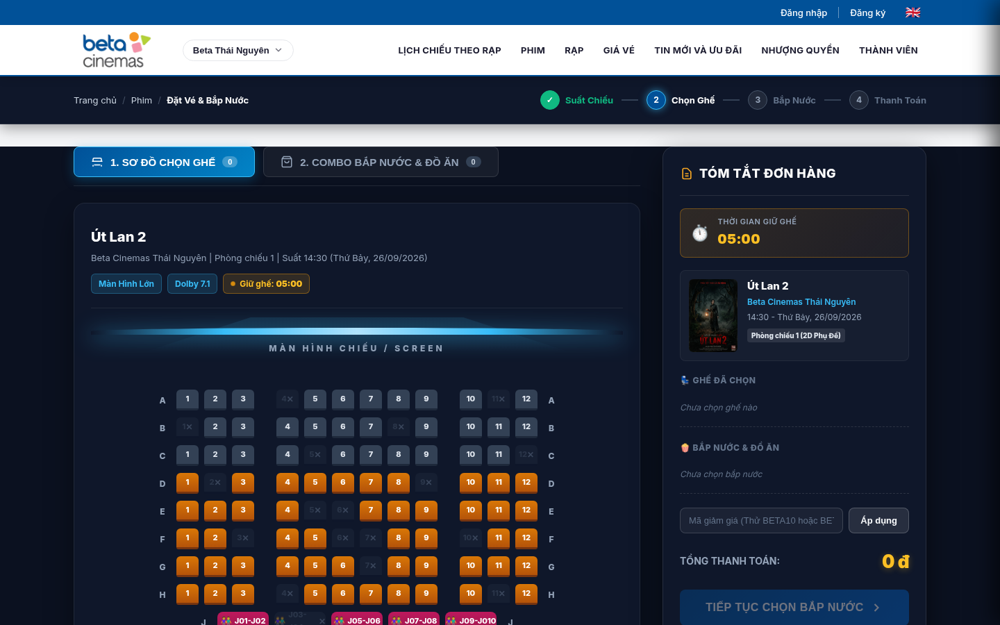 Đăng nhập
Đăng ký
beta cinemas
Beta Thái Nguyên
LỊCH CHIẾU THEO RẠP
PHIM
RẠP
GIÁ VÉ
TIN MỚI VÀ ƯU ĐÃI
NHƯỢNG QUYỀN
THÀNH VIÊN
Trang chủ / Phim / Đặt Vé & Bắp Nước
✓ Suất Chiếu
2 Chọn Ghế
3 Bắp Nước
4 Thanh Toán
1. SƠ ĐỒ CHỌN GHẾ 0
2. COMBO BẮP NƯỚC & ĐỒ ĂN 0
Út Lan 2
Beta Cinemas Thái Nguyên | Phòng chiếu 1 | Suất 14:30 (Thứ Bảy, 26/09/2026)
Màn Hình Lớn
Dolby 7.1
Giữ ghế: 05:00
MÀN HÌNH CHIẾU / SCREEN
A 1 2 3 4✕ 5 6 7 8 9 10 11✕ 12 A
B 1✕ 2 3 4 5 6 7 8✕ 9 10 11 12 B
C 1 2 3 4 5✕ 6 7 8 9 10 11 12✕ C
D 1 2✕ 3 4 5 6 7 8 9✕ 10 11 12 D
E 1 2 3 4 5✕ 6✕ 7 8 9 10 11 12 E
F 1 2 3✕ 4 5 6✕ 7✕ 8 9 10✕ 11 12 F
G 1 2 3 4 5 6 7✕ 8 9 10 11 12 G
H 1 2 3 4✕ 5 6 7 8 9 10 11✕ 12 H
J J01-J02 J03- ✕ J05-J06 J07-J08 J09-J010 J
TÓM TẮT ĐƠN HÀNG
THỜI GIAN GIỮ GHẾ
05:00
Út Lan 2
Beta Cinemas Thái Nguyên
14:30 - Thứ Bảy, 26/09/2026
Phòng chiếu 1 (2D Phụ Đề)
ÚT LAN 2
GHẾ ĐÃ CHỌN
Chưa chọn ghế nào
BẮP NƯỚC & ĐỒ ĂN
Chưa chọn bắp nước
Mã giảm giá (Thử BETA10 hoặc BET
Áp dụng
TỔNG THANH TOÁN:
0 đ
TIẾP TỤC CHỌN BẮP NƯỚC